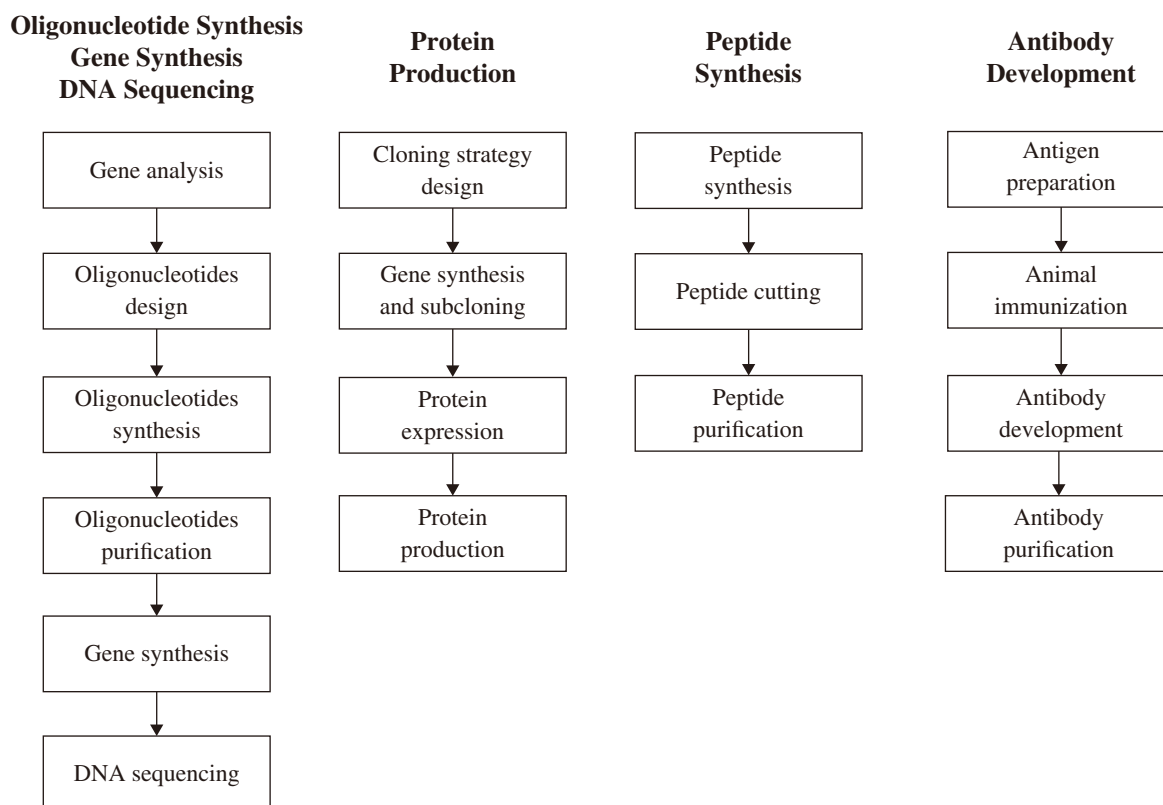 Oligonucleotide Synthesis
Gene Synthesis
DNA Sequencing
Gene analysis
Oligonucleotides
design
Oligonucleotides
synthesis
Oligonucleotides
purification
Gene synthesis
DNA sequencing
Protein
Production
Cloning strategy
design
Gene synthesis
and subcloning
Protein
expression
Protein
production
Peptide
Synthesis
Peptide
synthesis
Peptide cutting
Peptide
purification
Antibody
Development
Antigen
preparation
Animal
immunization
Antibody
development
Antibody
purification